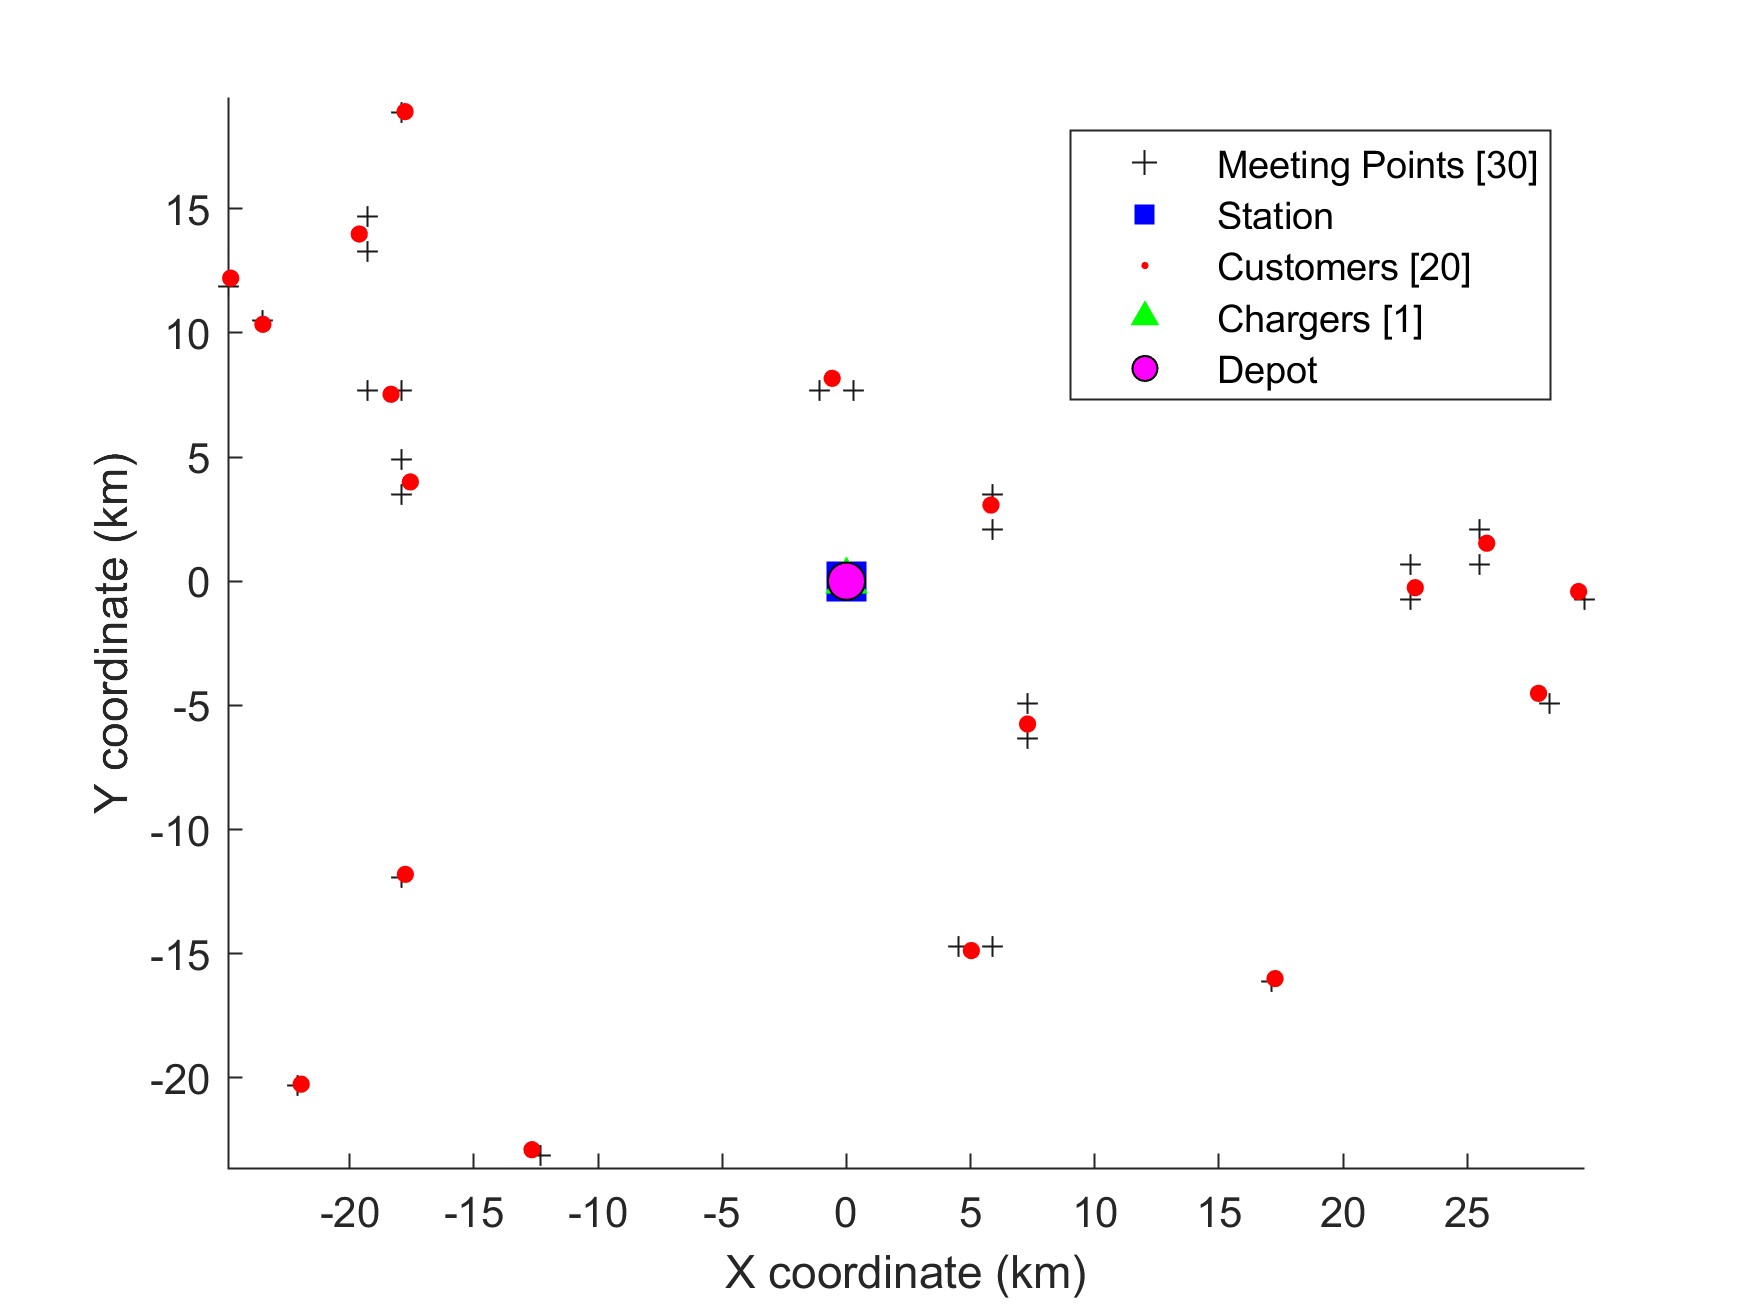 Meeting Points [30]
Station
Customers [20]
Chargers [1]
Depot
15
10
5
0
-5
-10
-15
-20
Y coordinate (km)
-20 -15 -10 -5 0 5 10 15 20 25
X coordinate (km)